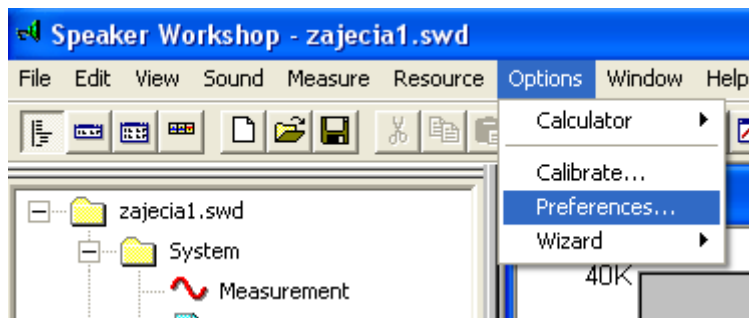 Speaker Workshop - zajecia1.swd
File Edit View Sound Measure Resource Options Window Help
Calculator
Calibrate...
Preferences...
Wizard
zajecia1.swd
System
Measurement
40K